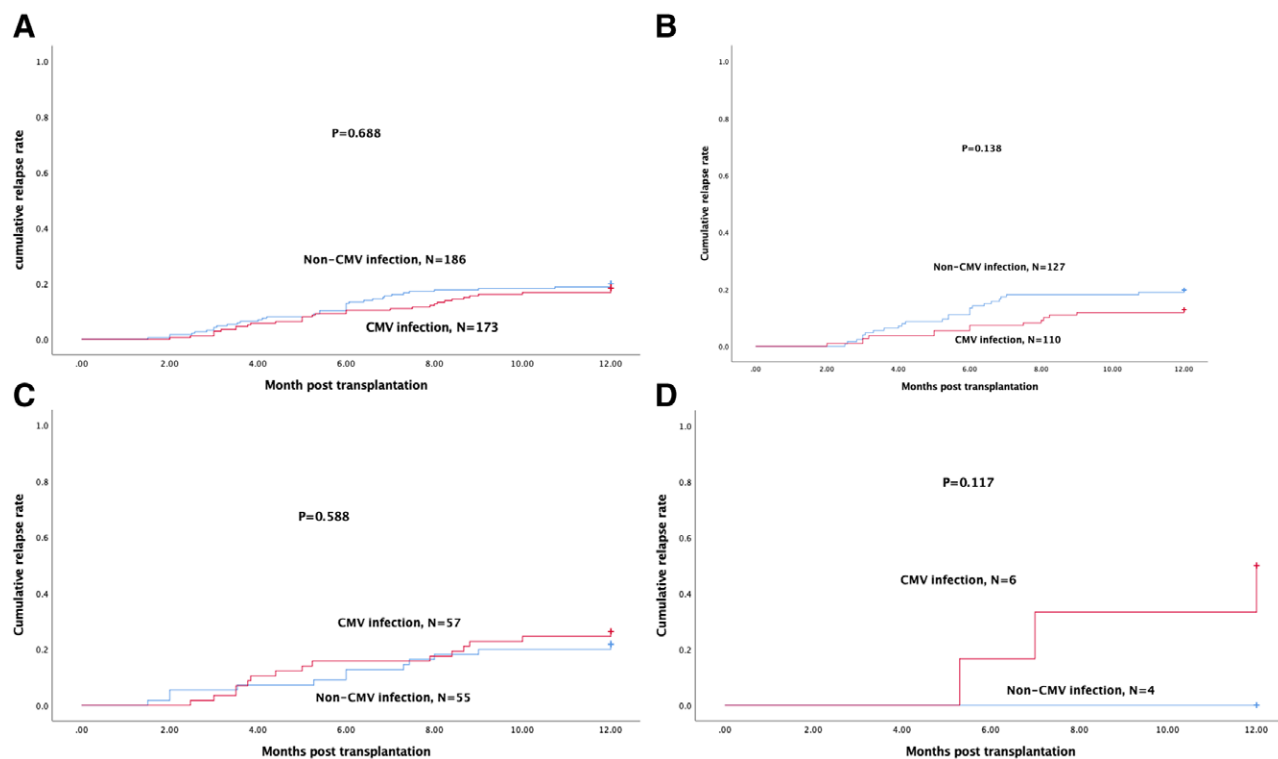 A
cumulative relapse rate
1.0
0.8
0.6
0.4
0.2
0.0
P=0.688
Non-CMV infection, N=186
CMV infection, N=173
.00 2.00 4.00 6.00 8.00 10.00 12.00
Month post transplantation
B
Cumulative relapse rate
1.0
0.8
0.6
0.4
0.2
0.0
P=0.138
Non-CMV infection, N=127
CMV infection, N=110
.00 2.00 4.00 6.00 8.00 10.00 12.00
Months post transplantation
C
Cumulative relapse rate
1.0
0.8
0.6
0.4
0.2
0.0
P=0.588
CMV infection, N=57
Non-CMV infection, N=55
.00 2.00 4.00 6.00 8.00 10.00 12.00
Months post transplantation
D
Cumulative relapse rate
1.0
0.8
0.6
0.4
0.2
0.0
P=0.117
CMV infection, N=6
Non-CMV infection, N=4
.00 2.00 4.00 6.00 8.00 10.00 12.00
Months post transplantation